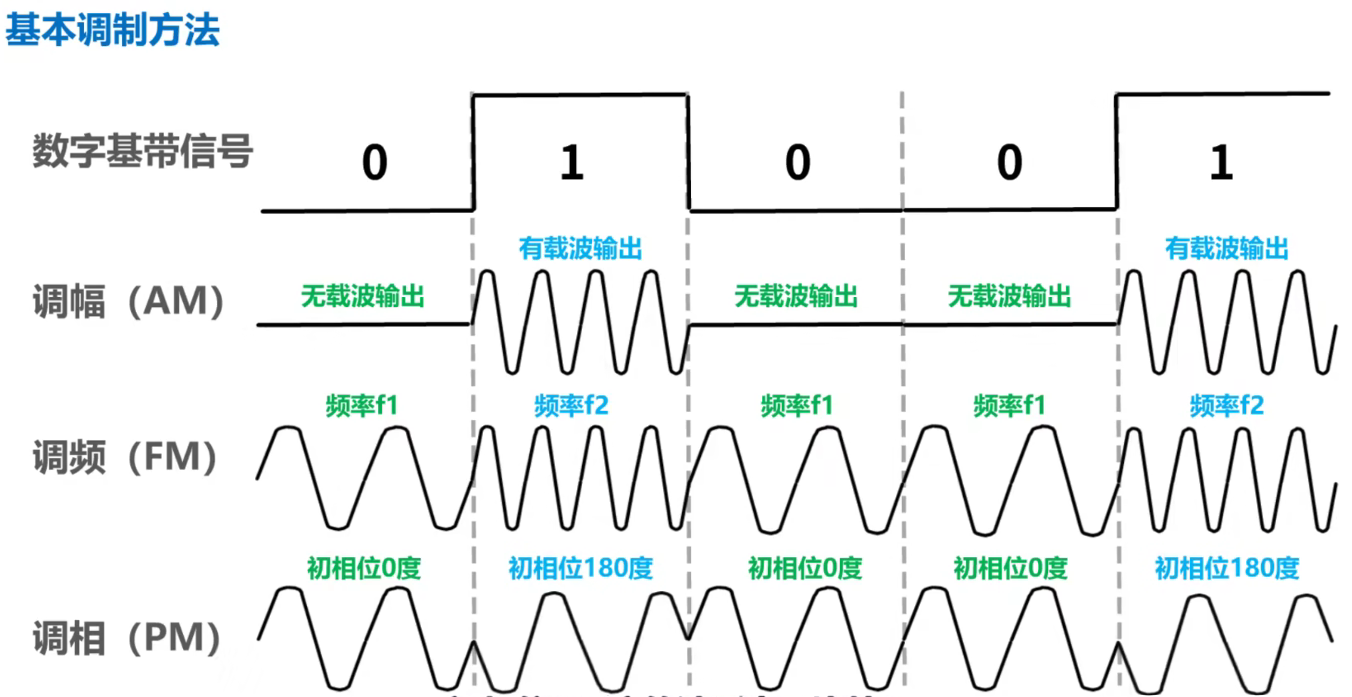 基本调制方法
数字基带信号
0 1 0 0 1
有载波输出 有载波输出
调幅（AM） 无载波输出 无载波输出 无载波输出
频率f1 频率f2 频率f1 频率f1 频率f2
调频（FM）
初相位0度 初相位180度 初相位0度 初相位0度 初相位180度
调相（PM）